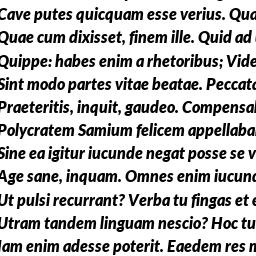 Cave putes quicquam esse verius. Qua
Quae cum dixisset, finem ille. Quid ad
Quippe: habes enim a rhetoribus; Vide
Sint modo partes vitae beatae. Peccata
Praeteritis, inquit, gaudeo. Compensa
Polycratem Samium felicem appellaba
Sine ea igitur iucunde negat posse se v
Age sane, inquam. Omnes enim iucun
Ut pulsi recurrant? Verba tu fingas et e
Utram tandem linguam nescio? Hoc tu
Iam enim adesse poterit. Eaedem res